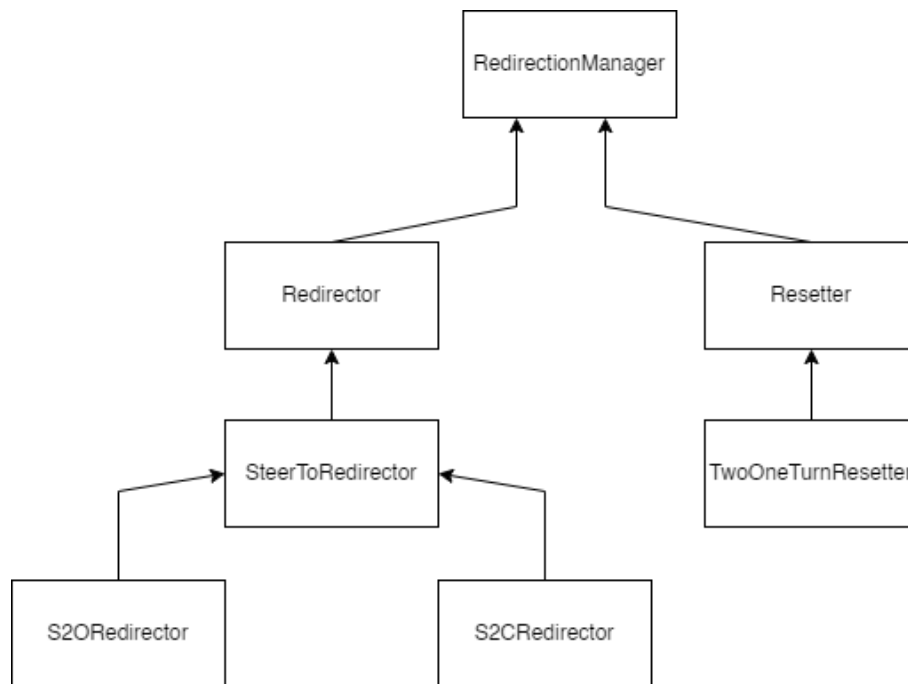 RedirectionManager
Redirector
Resetter
SteerToRedirector
TwoOneTurnResetter
S2ORedirector
S2CRedirector